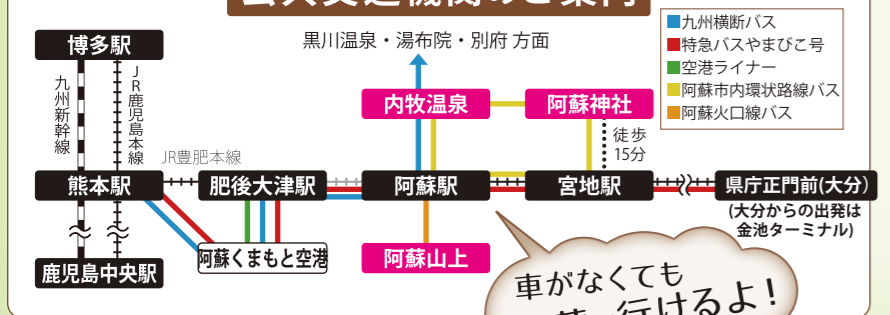 公共交通機関のご案内
黒川温泉・湯布院・別府 方面
九州横断バス
特急バスやまびこ号
空港ライナー
阿蘇市内環状路線バス
阿蘇火口線バス
博多駅
九州新幹線
JR鹿児島本線
JR豊肥本線
内牧温泉
阿蘇神社
徒歩
15分
熊本駅
肥後大津駅
阿蘇駅
宮地駅
県庁正門前(大分)
(大分からの出発は
金池ターミナル)
鹿児島中央駅
阿蘇くまもと空港
阿蘇山上
車がなくても
行けるよ!